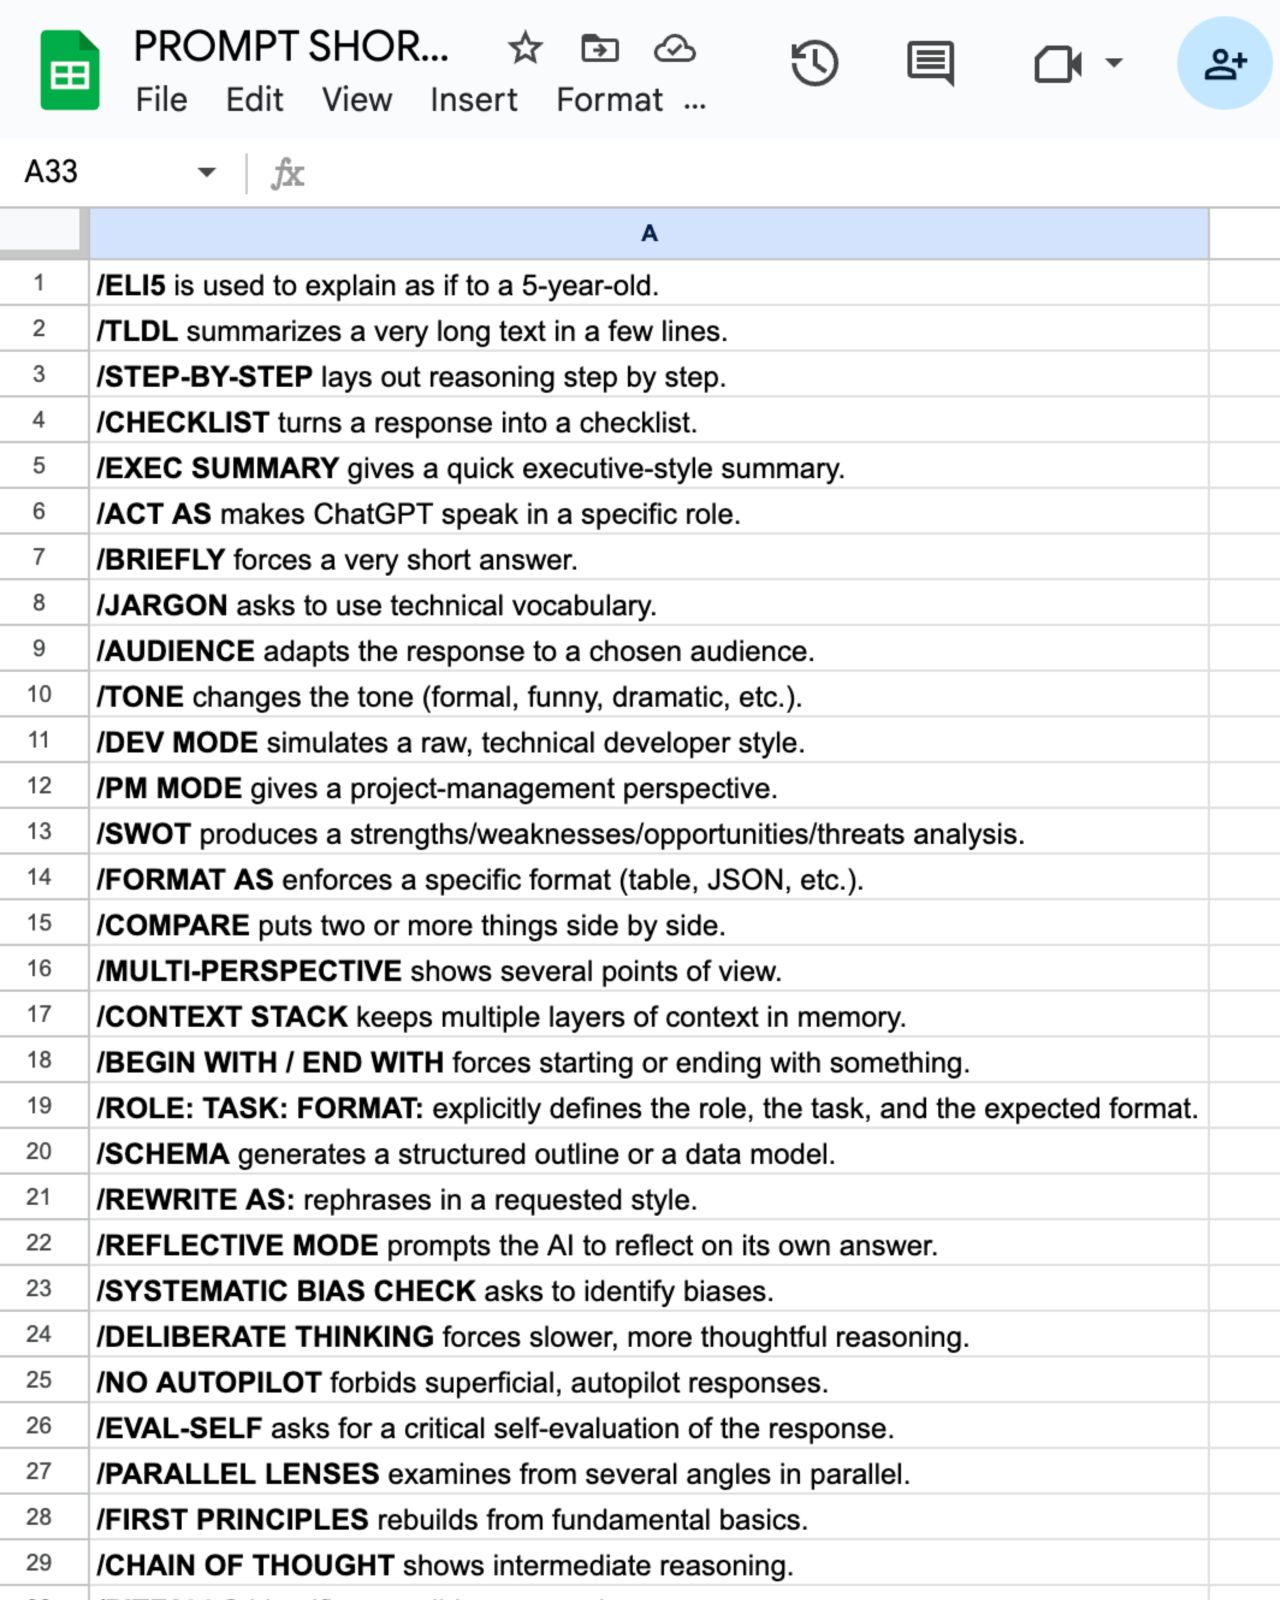 PROMPT SHOR...
File Edit View Insert Format ...
A33 fx
A
1 /ELI5 is used to explain as if to a 5-year-old.
2 /TLDL summarizes a very long text in a few lines.
3 /STEP-BY-STEP lays out reasoning step by step.
4 /CHECKLIST turns a response into a checklist.
5 /EXEC SUMMARY gives a quick executive-style summary.
6 /ACT AS makes ChatGPT speak in a specific role.
7 /BRIEFLY forces a very short answer.
8 /JARGON asks to use technical vocabulary.
9 /AUDIENCE adapts the response to a chosen audience.
10 /TONE changes the tone (formal, funny, dramatic, etc.).
11 /DEV MODE simulates a raw, technical developer style.
12 /PM MODE gives a project-management perspective.
13 /SWOT produces a strengths/weaknesses/opportunities/threats analysis.
14 /FORMAT AS enforces a specific format (table, JSON, etc.).
15 /COMPARE puts two or more things side by side.
16 /MULTI-PERSPECTIVE shows several points of view.
17 /CONTEXT STACK keeps multiple layers of context in memory.
18 /BEGIN WITH / END WITH forces starting or ending with something.
19 /ROLE: TASK: FORMAT: explicitly defines the role, the task, and the expected format.
20 /SCHEMA generates a structured outline or a data model.
21 /REWRITE AS: rephrases in a requested style.
22 /REFLECTIVE MODE prompts the AI to reflect on its own answer.
23 /SYSTEMATIC BIAS CHECK asks to identify biases.
24 /DELIBERATE THINKING forces slower, more thoughtful reasoning.
25 /NO AUTOPILOT forbids superficial, autopilot responses.
26 /EVAL-SELF asks for a critical self-evaluation of the response.
27 /PARALLEL LENSES examines from several angles in parallel.
28 /FIRST PRINCIPLES rebuilds from fundamental basics.
29 /CHAIN OF THOUGHT shows intermediate reasoning.